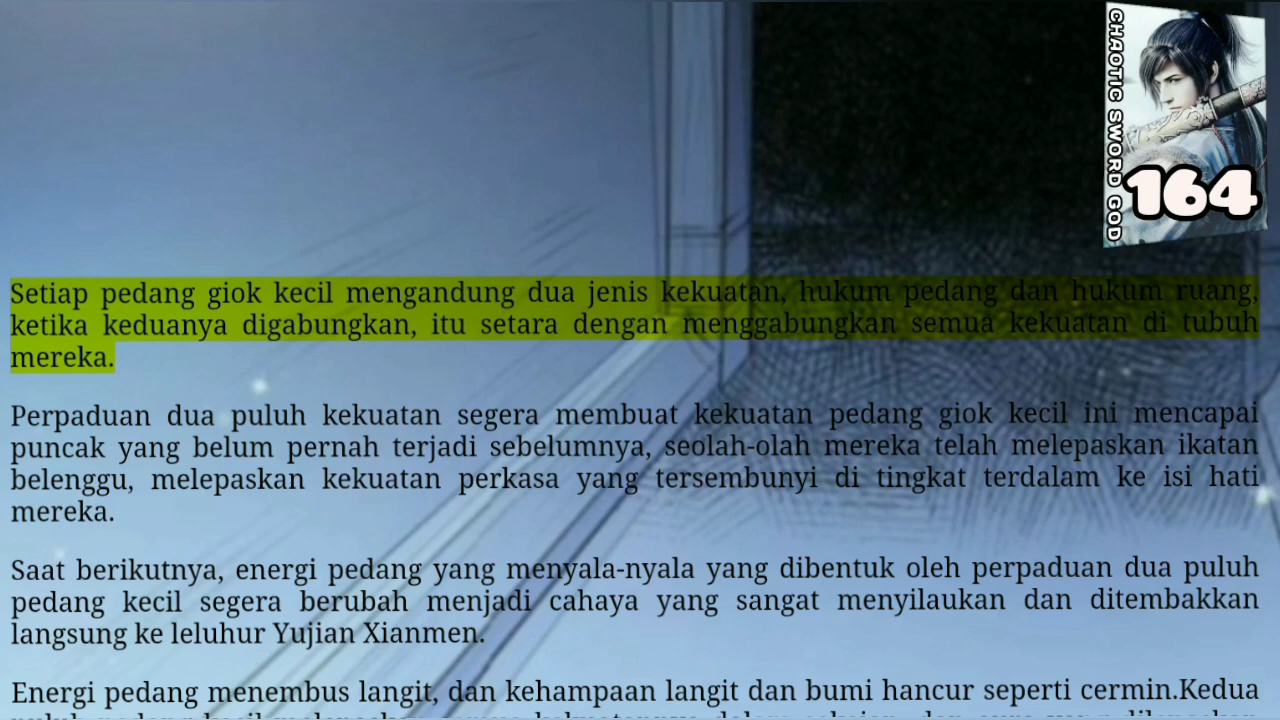 CHAOTIC SWORD GOD
164
Setiap pedang giok kecil mengandung dua jenis kekuatan, hukum pedang dan hukum ruang,
ketika keduanya digabungkan, itu setara dengan menggabungkan semua kekuatan di tubuh
mereka.
Perpaduan dua puluh kekuatan segera membuat kekuatan pedang giok kecil ini mencapai
puncak yang belum pernah terjadi sebelumnya, seolah-olah mereka telah melepaskan ikatan
belenggu, melepaskan kekuatan perkasa yang tersembunyi di tingkat terdalam ke isi hati
mereka.
Saat berikutnya, energi pedang yang menyala-nyala yang dibentuk oleh perpaduan dua puluh
pedang kecil segera berubah menjadi cahaya yang sangat menyilaukan dan ditembakkan
langsung ke leluhur Yujian Xianmen.
Energi pedang menembus langit, dan kehampaan langit dan bumi hancur seperti cermin.Kedua